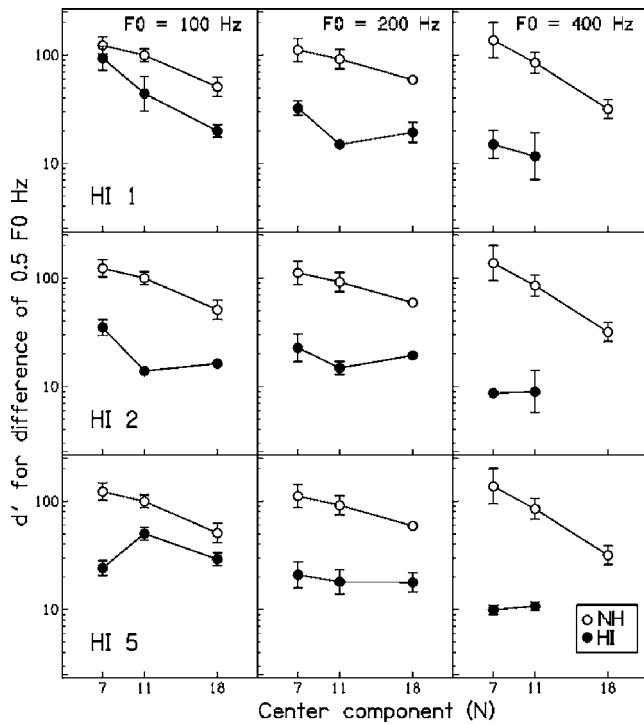 F0 = 100 Hz F0 = 200 Hz F0 = 400 Hz
100
10
HI 1
100
10
HI 2
100
10
HI 5
d' for difference of 0.5 F0 Hz
NH
HI
7 11 18 7 11 18 7 11 18
Center component (N)